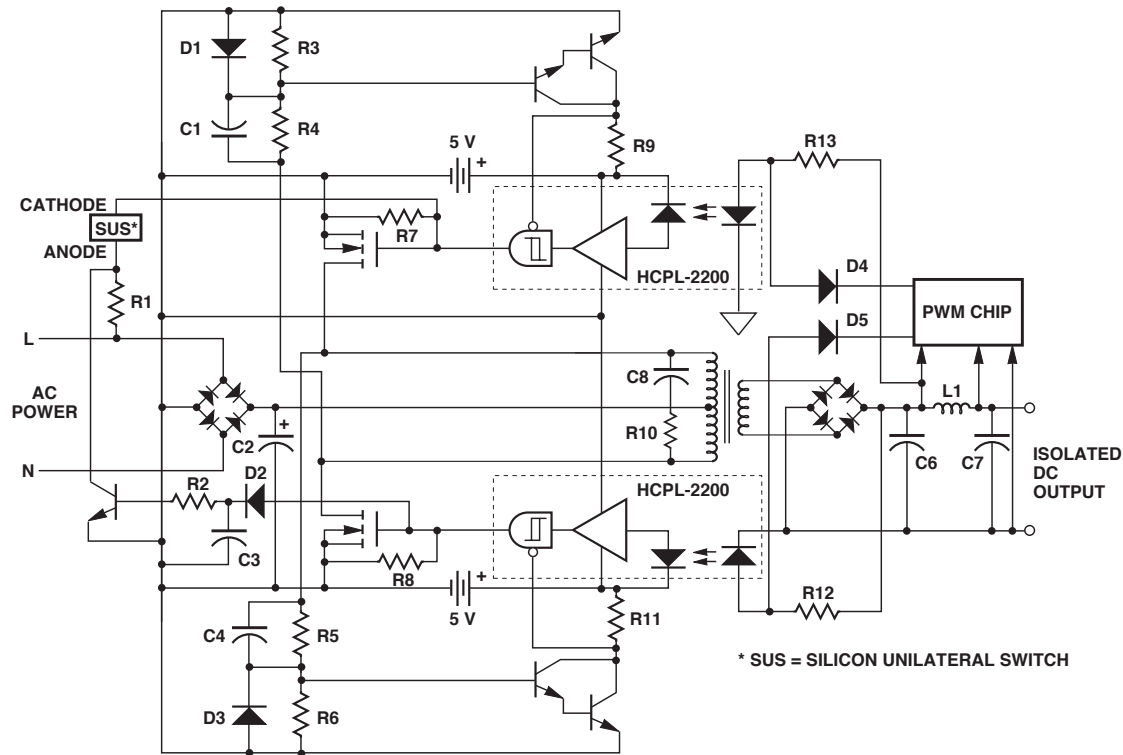 D1
R3
C1
R4
5 V
+
R9
R13
CATHODE
SUS*
ANODE
R7
HCPL-2200
R1
D4
D5
PWM CHIP
L
AC
POWER
N
C2
+
C8
R10
L1
C6
C7
ISOLATED
DC
OUTPUT
R2
D2
C3
HCPL-2200
R8
+
5 V
R11
R12
C4
R5
D3
R6
* SUS = SILICON UNILATERAL SWITCH